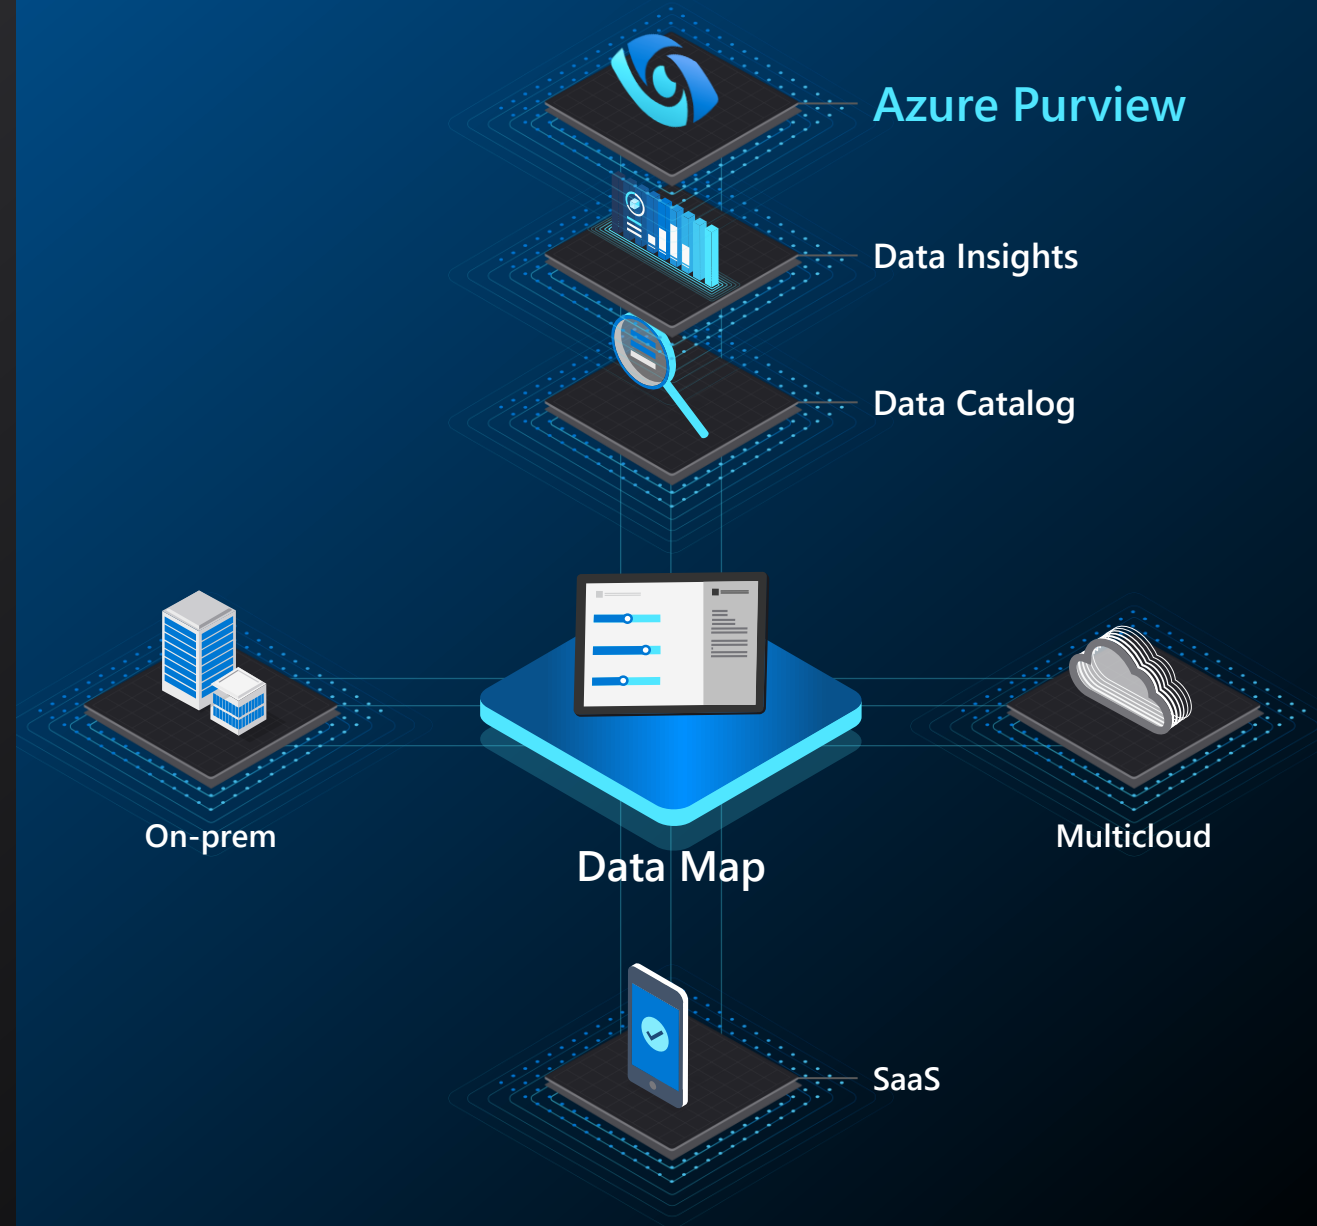 Azure Purview
Data Insights
Data Catalog
On-prem
Multicloud
Data Map
SaaS